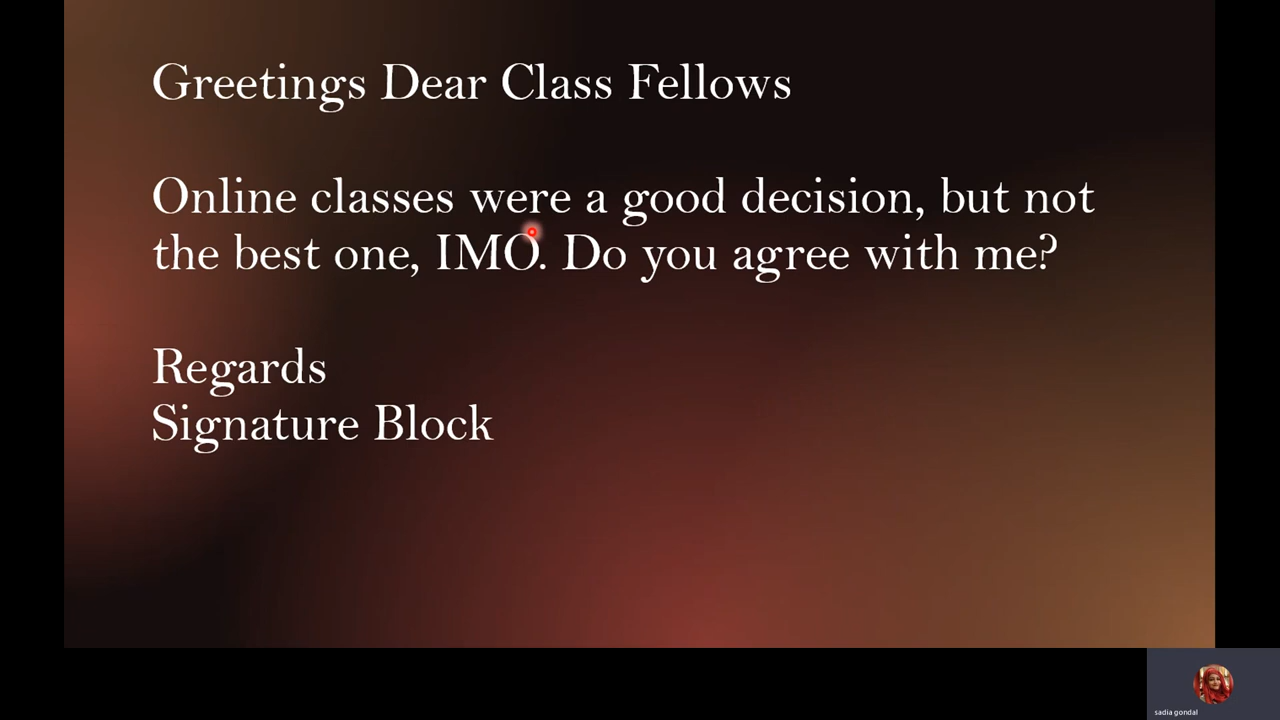 Greetings Dear Class Fellows
Online classes were a good decision, but not
the best one, IMO. Do you agree with me?
Regards
Signature Block
sadia gondal